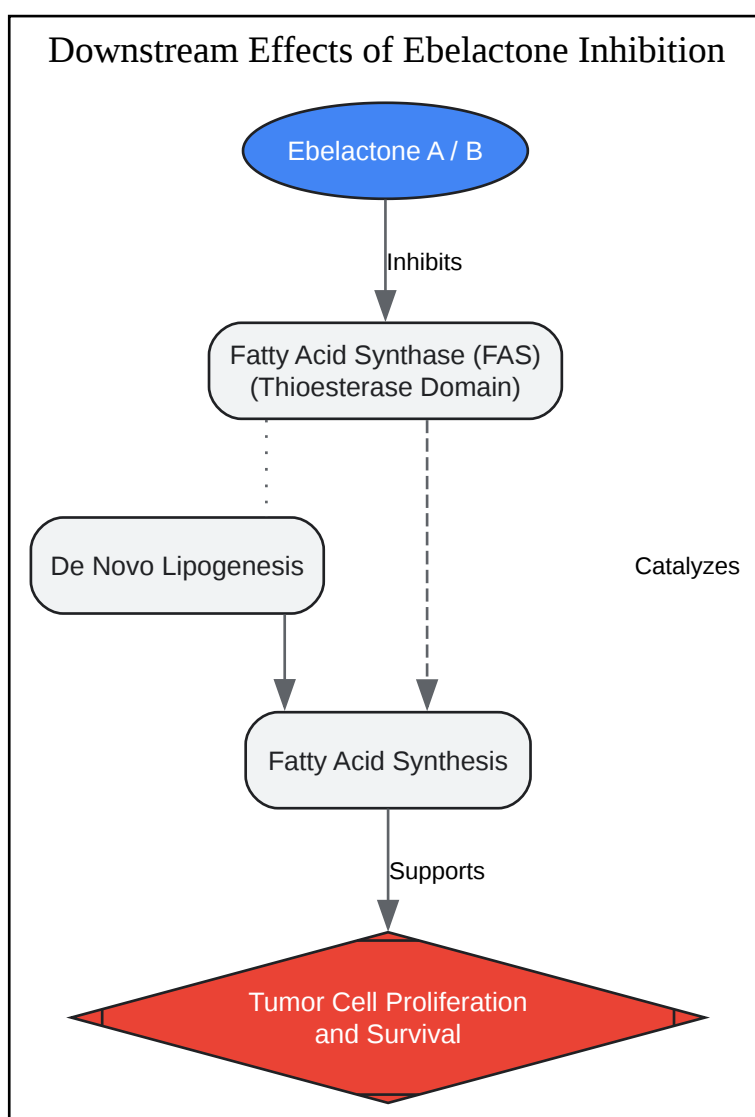 Downstream Effects of Ebelactone Inhibition
Ebelactone A / B
Inhibits
Fatty Acid Synthase (FAS)
(Thioesterase Domain)
De Novo Lipogenesis
Catalyzes
Fatty Acid Synthesis
Supports
Tumor Cell Proliferation
and Survival